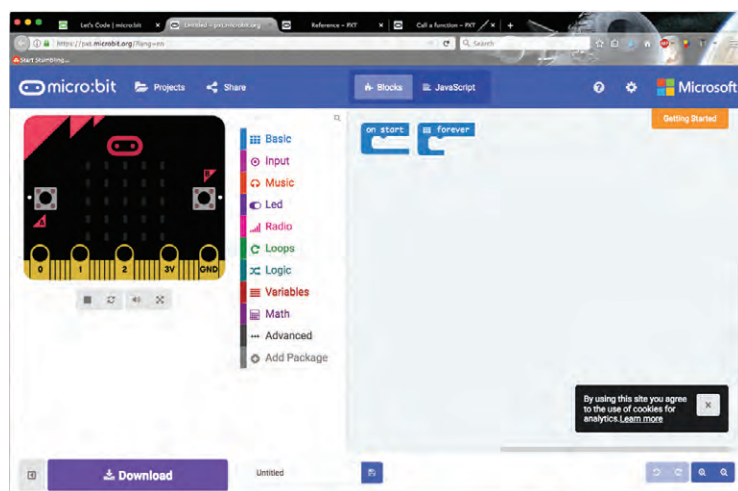 Let's Code | micro:bit
Reference – PXT
Call a function – PXT
https://pxt.microbit.org/?lang=en
Search
Start Stumbling...
micro:bit
Projects
Share
Blocks
JavaScript
Microsoft
Getting Started
on start
forever
Basic
Input
Music
Led
Radio
Loops
Logic
Variables
Math
Advanced
Add Package
A
B
0 1 2 3V GND
By using this site you agree
to the use of cookies for
analytics.Learn more
Download
Untitled